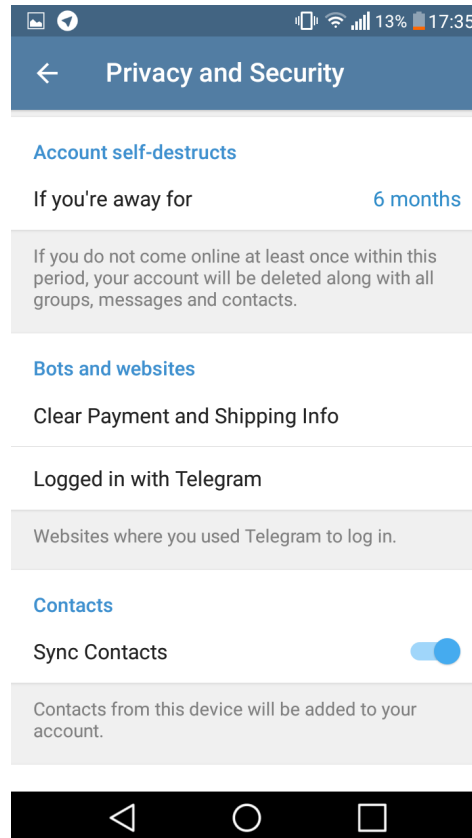 13% 17:35
Privacy and Security
Account self-destructs
If you're away for 6 months
If you do not come online at least once within this
period, your account will be deleted along with all
groups, messages and contacts.
Bots and websites
Clear Payment and Shipping Info
Logged in with Telegram
Websites where you used Telegram to log in.
Contacts
Sync Contacts
Contacts from this device will be added to your
account.